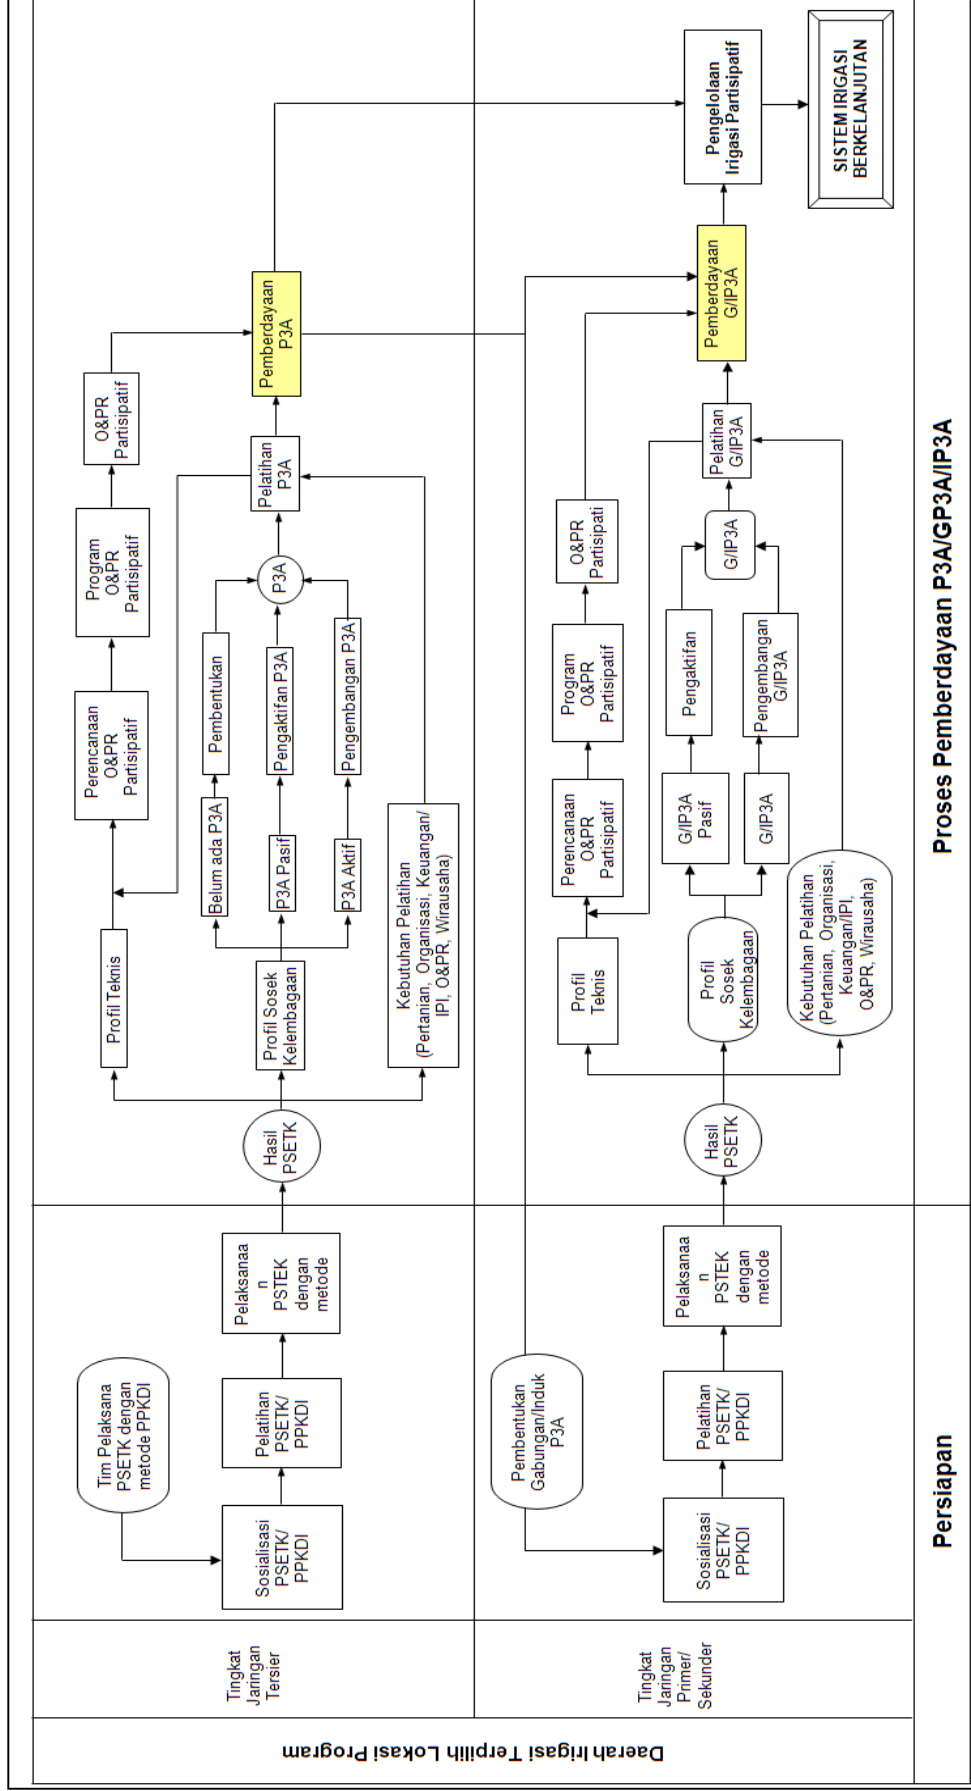 Daerah Irigasi Terpilih Lokasi Program
Tingkat
Jaringan
Tersier
Tim Pelaksana
PSETK dengan
metode PPKDI
Sosialisasi
PSETK/
PPKDI
Pelatihan
PSETK/
PPKDI
Pelaksanaa
n
PSTEK
dengan
metode
Hasil
PSETK
Profil Teknis
Profil Sosek
Kelembagaan
Kebutuhan Pelatihan
(Pertanian, Organisasi, Keuangan/
IPI, O&PR, Wirausaha)
Belum ada P3A
P3A Pasif
P3A Aktif
Pembentukan
Pengaktifan P3A
Pengembangan P3A
P3A
Perencanaan
O&PR
Partisipatif
Program
O&PR
Partisipatif
O&PR
Partisipatif
Pelatihan
P3A
Pemberdayaan
P3A
Tingkat
Jaringan
Primer/
Sekunder
Pembentukan
Gabungan/Induk
P3A
Sosialisasi
PSETK/
PPKDI
Pelatihan
PSETK/
PPKDI
Pelaksanaa
n
PSTEK
dengan
metode
Hasil
PSETK
Profil
Teknis
Profil
Sosek
Kelembagaan
Kebutuhan Pelatihan
(Pertanian, Organisasi,
Keuangan/IPI,
O&PR, Wirausaha)
Perencanaan
O&PR
Partisipatif
Program
O&PR
Partisipatif
O&PR
Partisipati
G/IP3A
Pasif
G/IP3A
Pengaktifan
Pengembangan
G/IP3A
G/IP3A
Pelatihan
G/IP3A
Pemberdayaan
G/IP3A
Pengelolaan
Irigasi Partisipatif
SISTEM IRIGASI
BERKELANJUTAN
Persiapan
Proses Pemberdayaan P3A/GP3A/IP3A